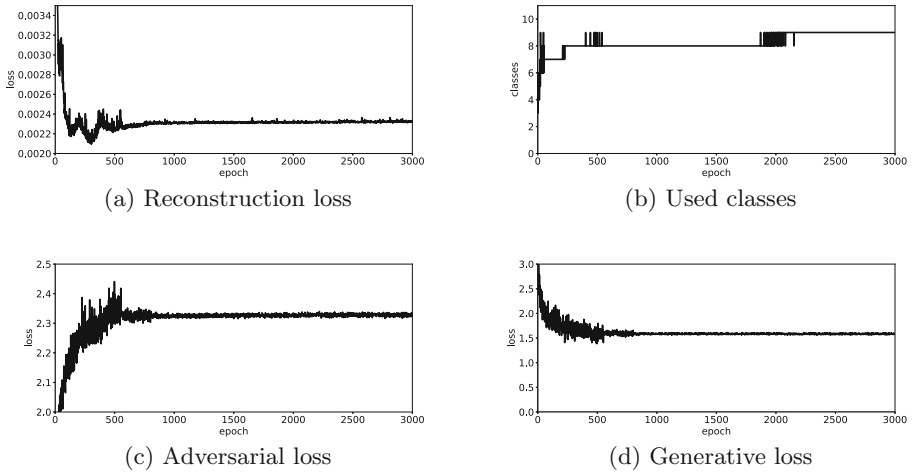 0.0034
0.0032
0.0030
0.0028
0.0026
0.0024
0.0022
0.0020
loss
0 500 1000 1500 2000 2500 3000
epoch
(a) Reconstruction loss
10
8
6
4
2
0
classes
0 500 1000 1500 2000 2500 3000
epoch
(b) Used classes
2.5
2.4
2.3
2.2
2.1
2.0
loss
0 500 1000 1500 2000 2500 3000
epoch
(c) Adversarial loss
3.0
2.5
2.0
1.5
1.0
0.5
0.0
loss
0 500 1000 1500 2000 2500 3000
epoch
(d) Generative loss